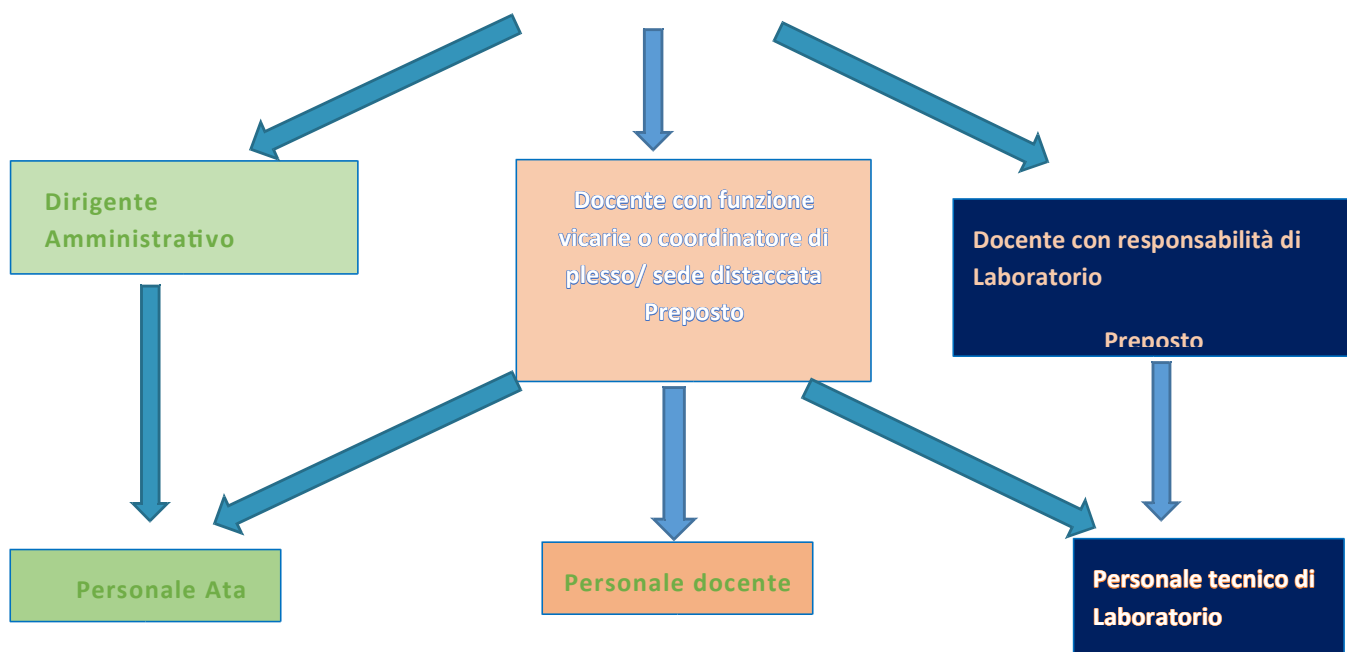 Dirigente
Amministrativo
Docente con funzione
vicarie o coordinatore di
plesso/ sede distaccata
Preposto
Docente con responsabilità di
Laboratorio
Preposto
Personale Ata
Personale docente
Personale tecnico di
Laboratorio